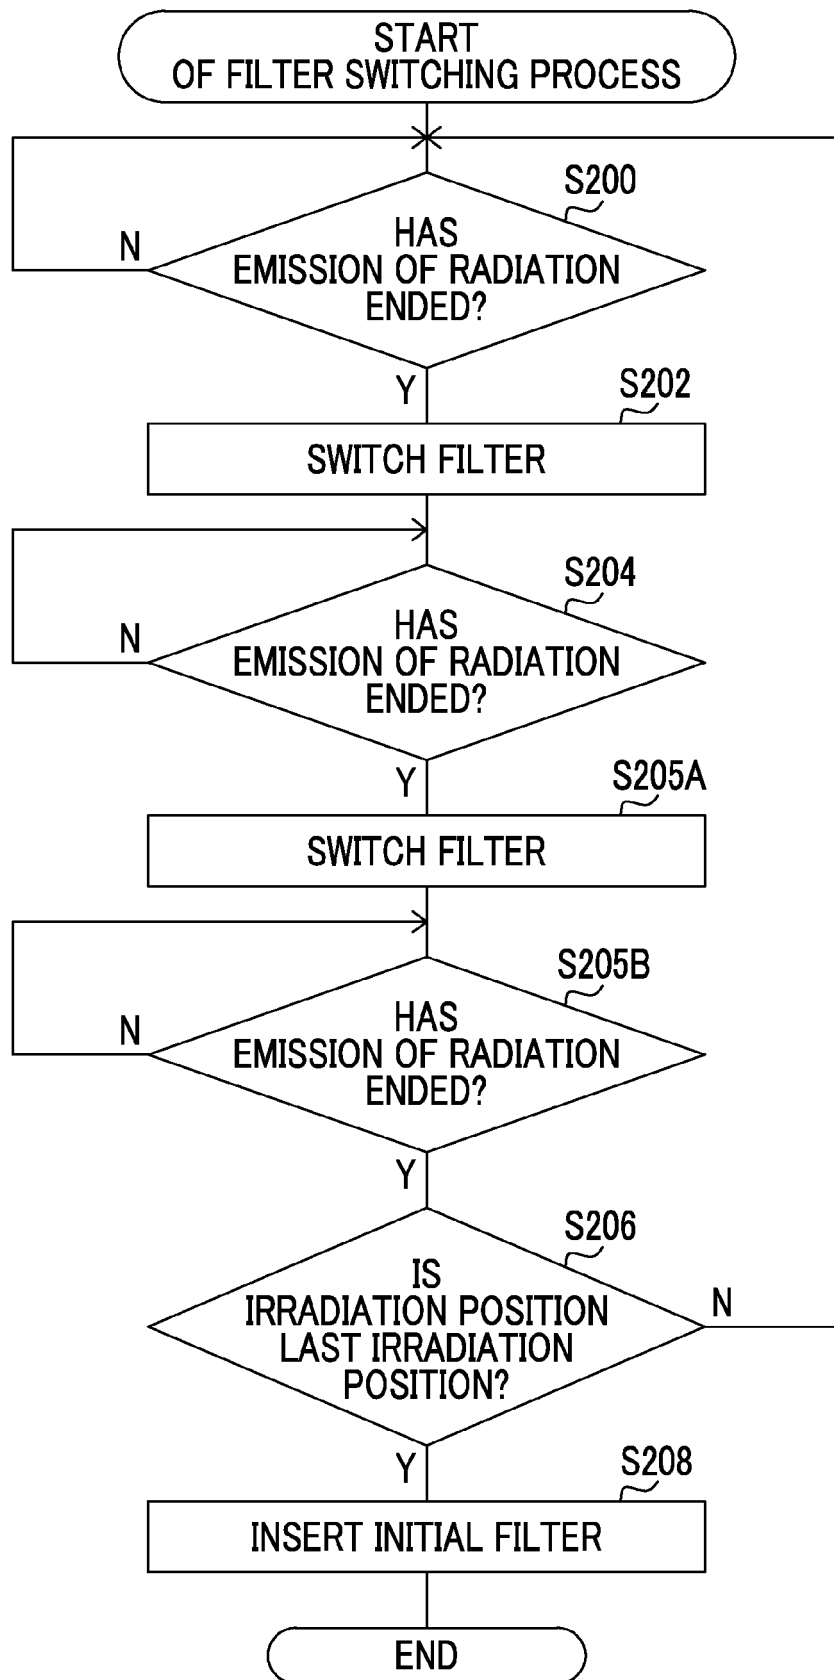 START
OF FILTER SWITCHING PROCESS
S200
HAS
EMISSION OF RADIATION
ENDED?
N
Y
S202
SWITCH FILTER
S204
HAS
EMISSION OF RADIATION
ENDED?
N
Y
S205A
SWITCH FILTER
S205B
HAS
EMISSION OF RADIATION
ENDED?
N
Y
S206
IS
IRRADIATION POSITION
LAST IRRADIATION
POSITION?
N
Y
S208
INSERT INITIAL FILTER
END